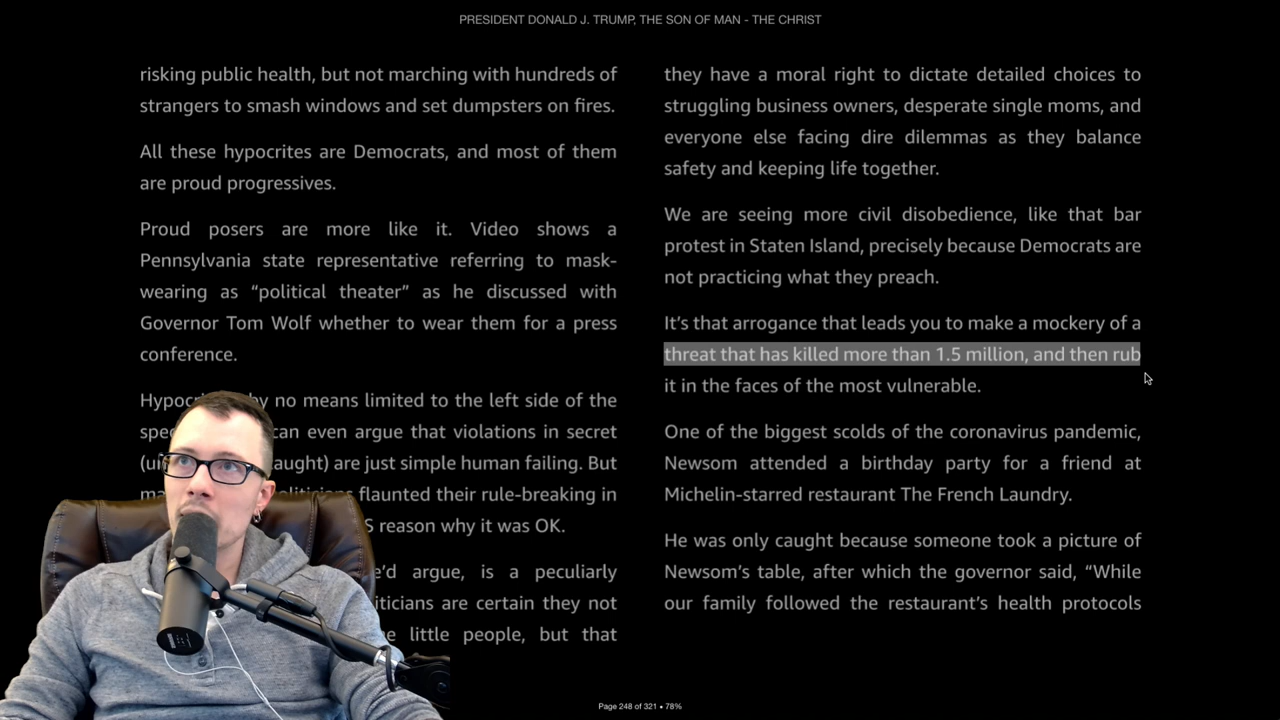 PRESIDENT DONALD J. TRUMP, THE SON OF MAN - THE CHRIST
risking public health, but not marching with hundreds of
strangers to smash windows and set dumpsters on fires.
All these hypocrites are Democrats, and most of them
are proud progressives.
Proud posers are more like it. Video shows a
Pennsylvania state representative referring to mask-
wearing as “political theater” as he discussed with
Governor Tom Wolf whether to wear them for a press
conference.
by no means limited to the left side of the
can even argue that violations in secret
are just simple human failing. But
flaunted their rule-breaking in
reason why it was OK.
argue, is a peculiarly
are certain they not
little people, but that
they have a moral right to dictate detailed choices to
struggling business owners, desperate single moms, and
everyone else facing dire dilemmas as they balance
safety and keeping life together.
We are seeing more civil disobedience, like that bar
protest in Staten Island, precisely because Democrats are
not practicing what they preach.
It’s that arrogance that leads you to make a mockery of a
threat that has killed more than 1.5 million, and then rub
it in the faces of the most vulnerable.
One of the biggest scolds of the coronavirus pandemic,
Newsom attended a birthday party for a friend at
Michelin-starred restaurant The French Laundry.
He was only caught because someone took a picture of
Newsom’s table, after which the governor said, “While
our family followed the restaurant’s health protocols
Page 248 of 321 • 78%